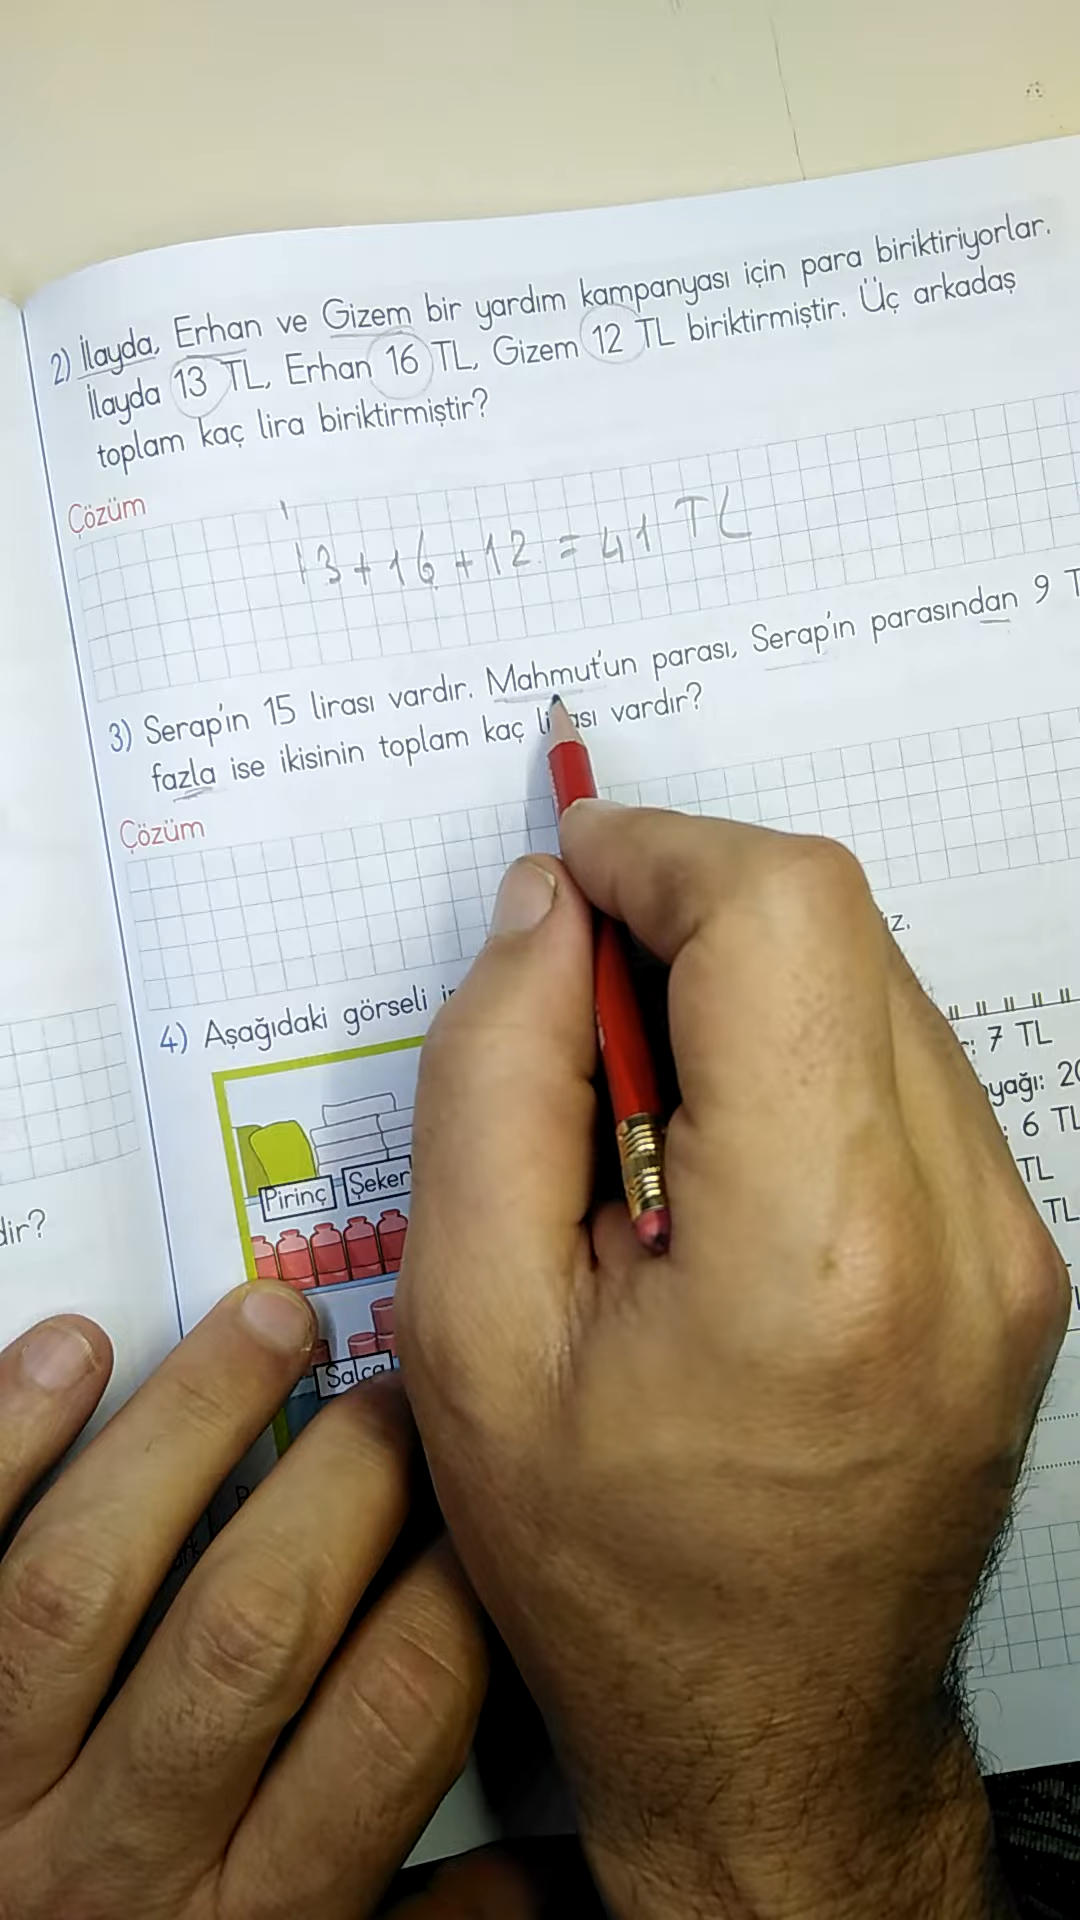 2) İlayda, Erhan ve Gizem bir yardım kampanyası için para biriktiriyorlar.
İlayda 13 TL, Erhan 16 TL, Gizem 12 TL biriktirmiştir. Üç arkadaş
toplam kaç lira biriktirmiştir?
Çözüm
13+16+12 = 41 TL
3) Serap'ın 15 lirası vardır. Mahmut'un parası, Serap'ın parasından 9
fazla ise ikisinin toplam kaç lirası vardır?
Çözüm
4) Aşağıdaki görseli
7 TL
Pirinç Şeker
6 TL
TL
TL
Salça